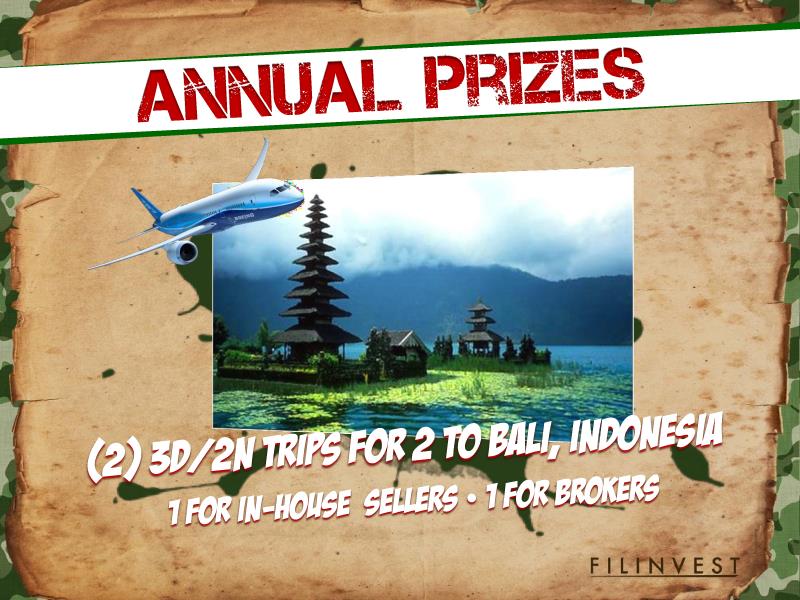 ANNUAL PRIZES
BOEING
(2) 3D/2N TRIPS FOR 2 TO BALI, INDONESIA
1 FOR IN-HOUSE SELLERS • 1 FOR BROKERS
FILINVEST